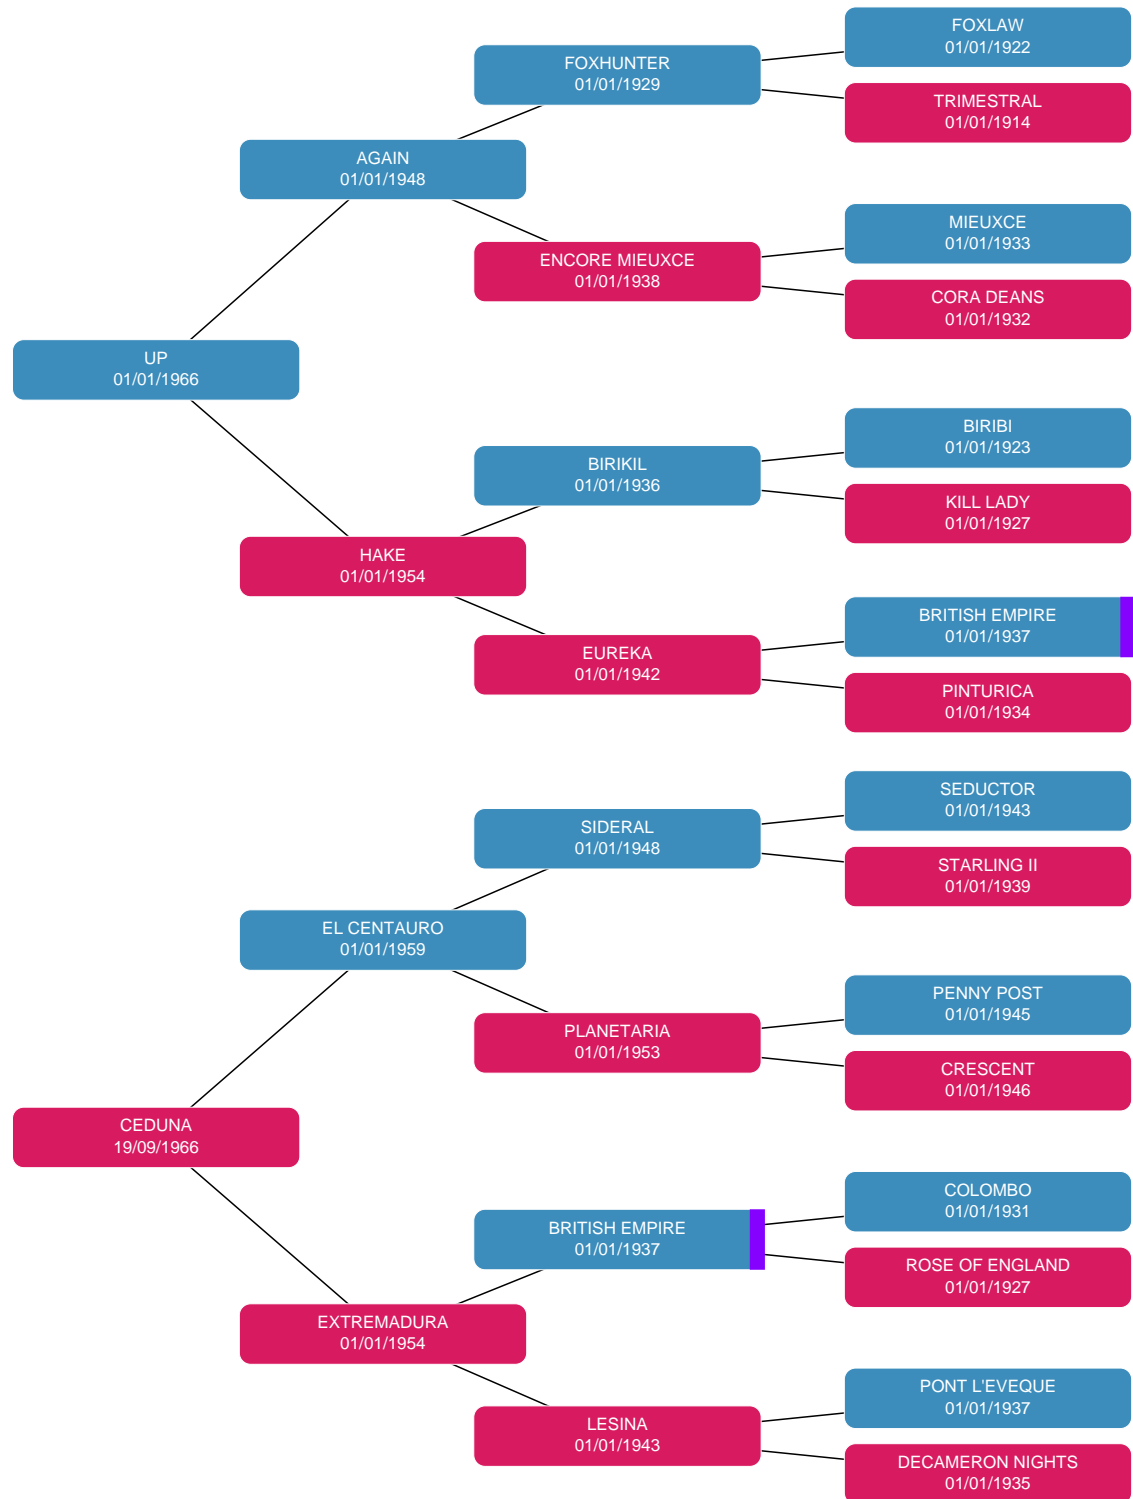 FOXLAW
01/01/1922
FOXHUNTER
01/01/1929
TRIMESTRAL
01/01/1914
AGAIN
01/01/1948
MIEUXCE
01/01/1933
ENCORE MIEUXCE
01/01/1938
CORA DEANS
01/01/1932
UP
01/01/1966
BIRIBI
01/01/1923
BIRIKIL
01/01/1936
KILL LADY
01/01/1927
HAKE
01/01/1954
BRITISH EMPIRE
01/01/1937
EUREKA
01/01/1942
PINTURICA
01/01/1934
SEDUCTOR
01/01/1943
SIDERAL
01/01/1948
STARLING II
01/01/1939
EL CENTAURO
01/01/1959
PENNY POST
01/01/1945
PLANETARIA
01/01/1953
CRESCENT
01/01/1946
CEDUNA
19/09/1966
COLOMBO
01/01/1931
BRITISH EMPIRE
01/01/1937
ROSE OF ENGLAND
01/01/1927
EXTREMADURA
01/01/1954
PONT L'EVEQUE
01/01/1937
LESINA
01/01/1943
DECAMERON NIGHTS
01/01/1935